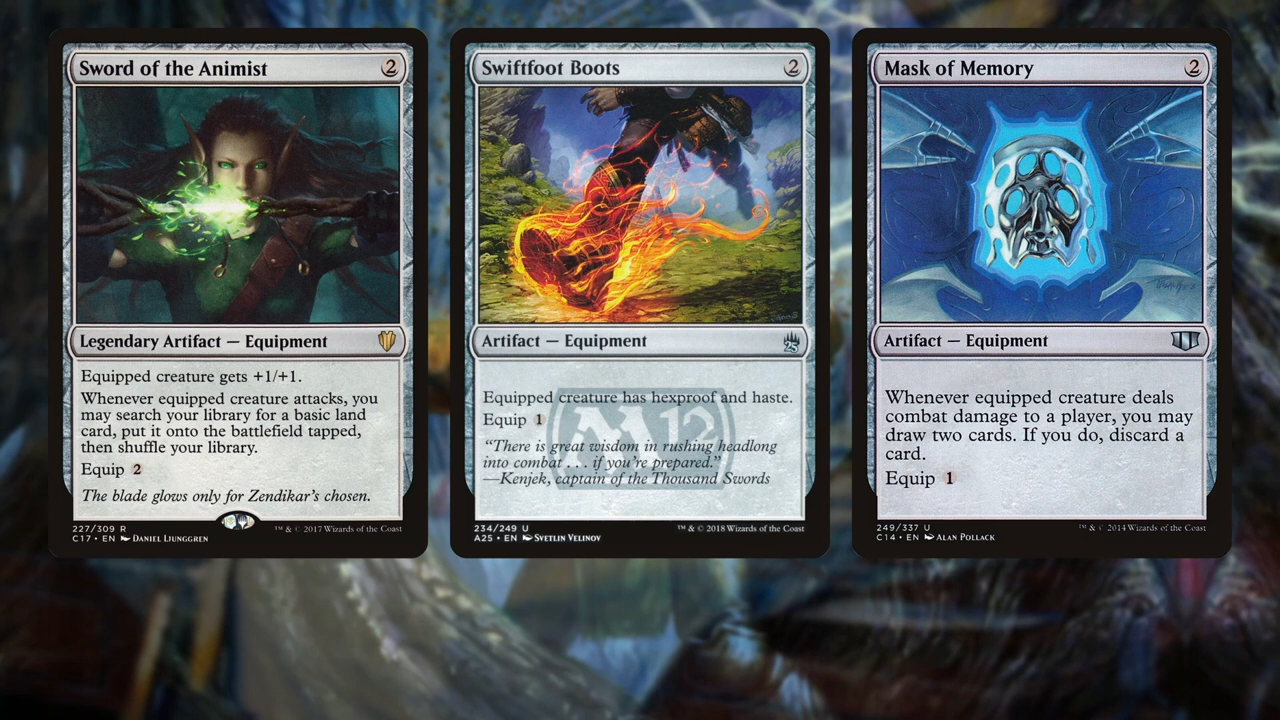 Sword of the Animist 2
Legendary Artifact — Equipment
Equipped creature gets +1/+1.
Whenever equipped creature attacks, you
may search your library for a basic land
card, put it onto the battlefield tapped,
then shuffle your library.
Equip 2
The blade glows only for Zendikar's chosen.
227/309 R
C17 • EN Daniel Ljunggren
™ & © 2017 Wizards of the Coast
Swiftfoot Boots 2
Artifact — Equipment
25
M12
Equipped creature has hexproof and haste.
Equip 1
"There is great wisdom in rushing headlong
into combat . . . if you're prepared."
—Kenjek, captain of the Thousand Swords
234/249 U
A25 • EN Svetlin Velinov
™ & © 2018 Wizards of the Coast
Mask of Memory 2
Artifact — Equipment
Whenever equipped creature deals
combat damage to a player, you may
draw two cards. If you do, discard a
card.
Equip 1
249/337 U
C14 • EN Alan Pollack
™ & © 2014 Wizards of the Coast